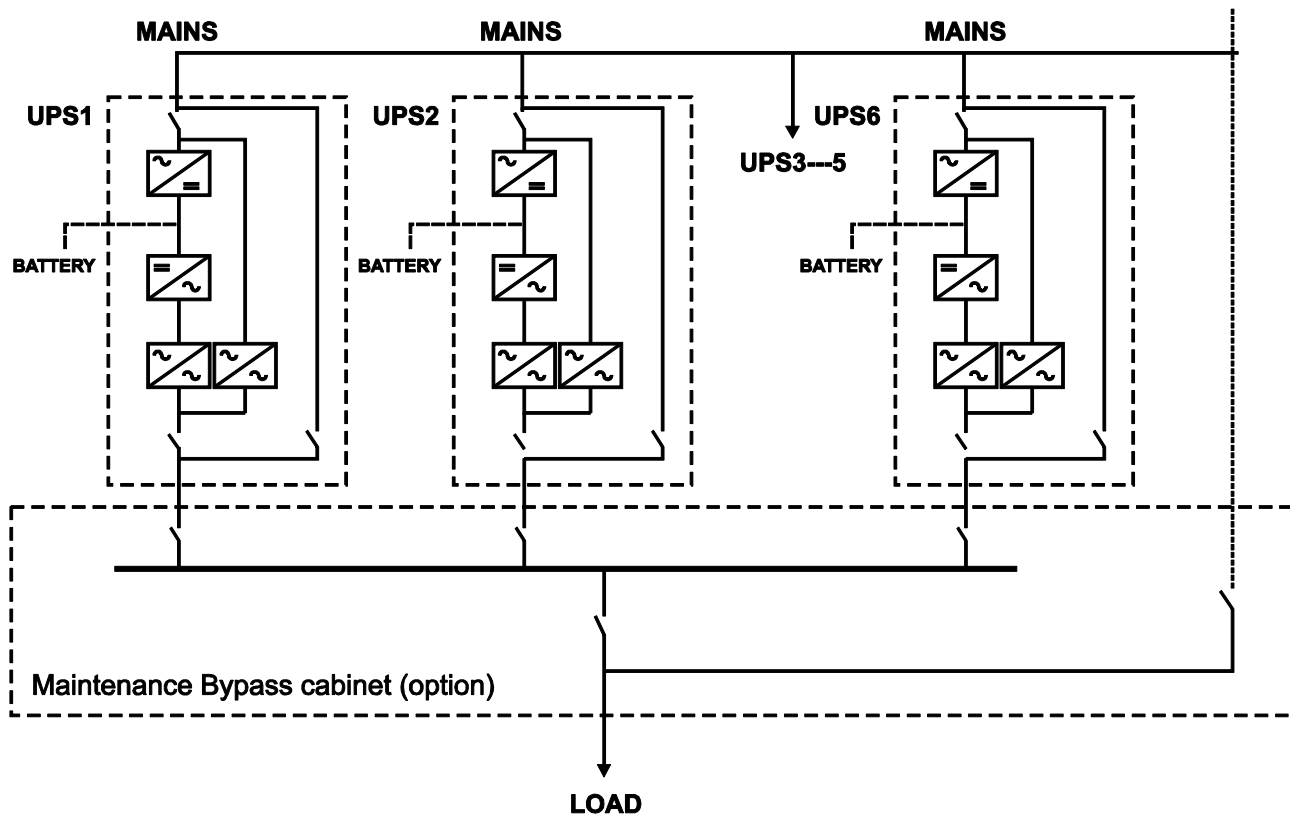 MAINS MAINS MAINS
UPS1 UPS2 UPS6
UPS3---5
BATTERY BATTERY BATTERY
Maintenance Bypass cabinet (option)
LOAD